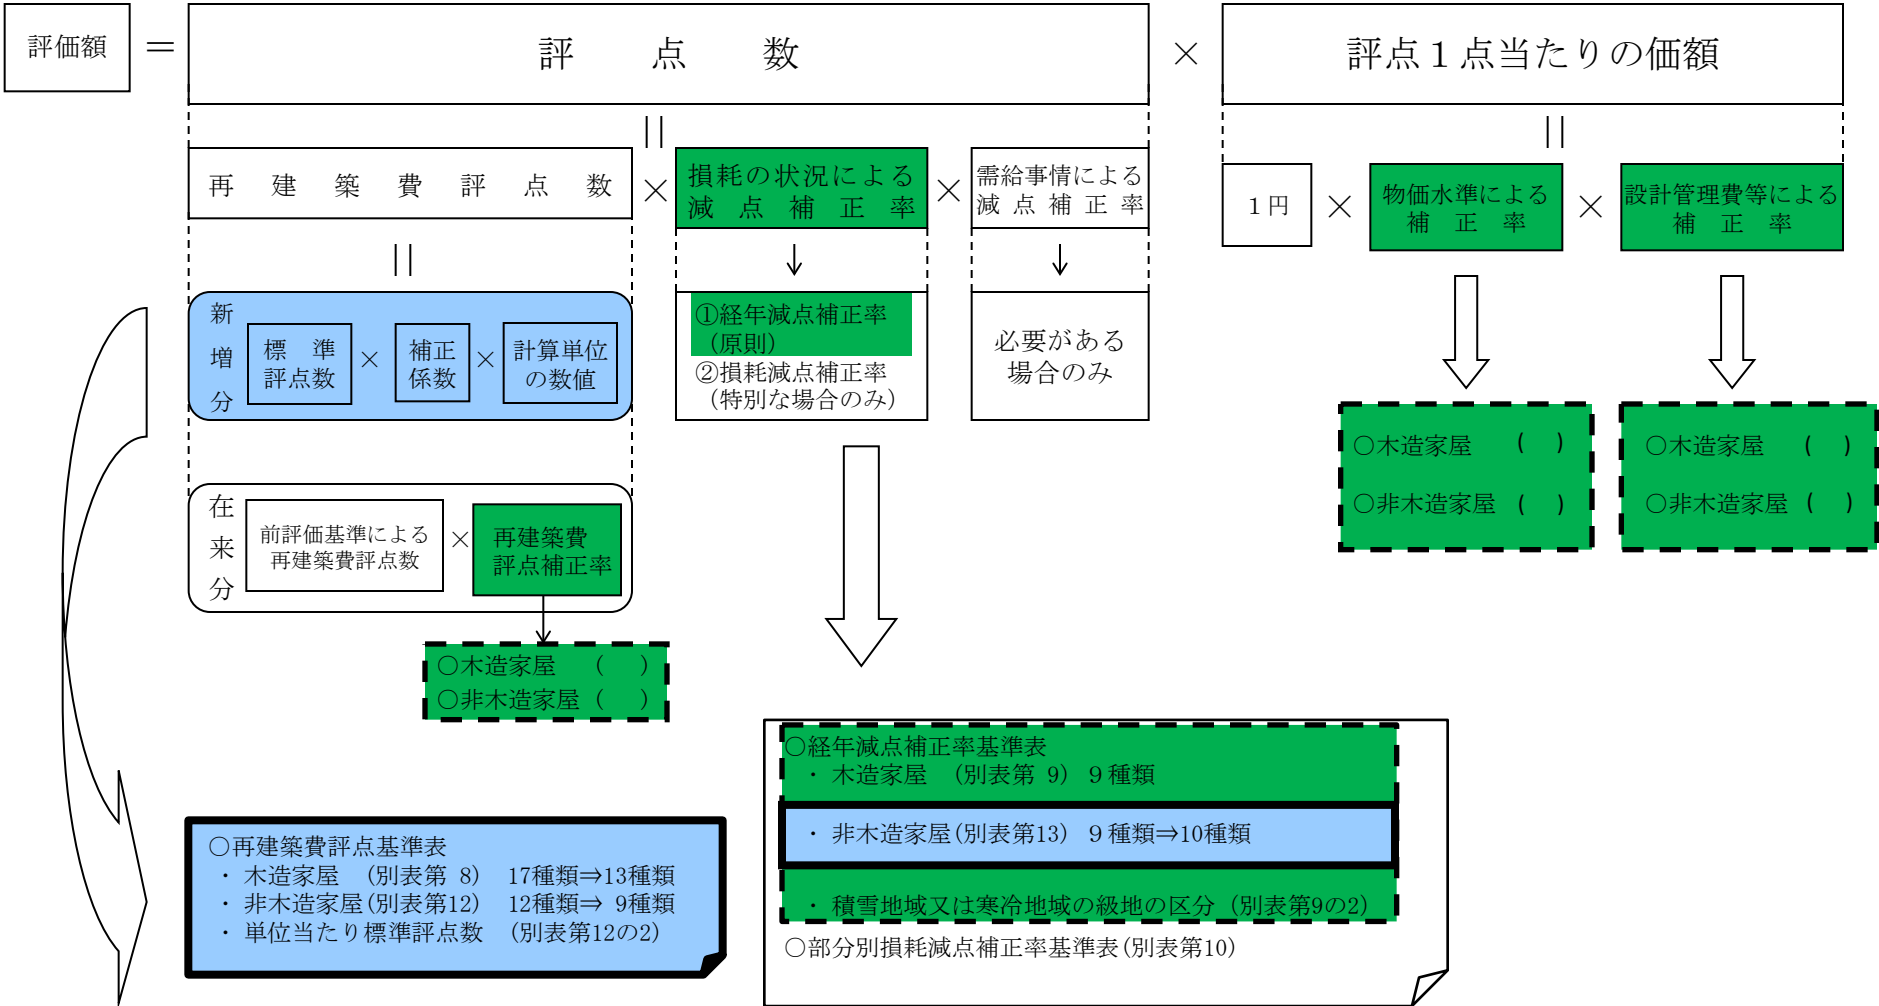 評価額 ＝ 評点数 × 評点１点当たりの価額
再建築費評点数 × 損耗の状況による
減点補正率 × 需給事情による
減点補正率
１円 × 物価水準による
補正率 × 設計管理費等による
補正率
新増分
標準
評点数 × 補正
係数 × 計算単位
の数値
①経年減点補正率
（原則）
②損耗減点補正率
（特別な場合のみ）
必要がある
場合のみ
○木造家屋 (　)
○非木造家屋 (　)
○木造家屋 (　)
○非木造家屋 (　)
在来分
前評価基準による
再建築費評点数 × 再建築費
評点補正率
○木造家屋 (　)
○非木造家屋 (　)
○経年減点補正率基準表
・ 木造家屋 (別表第 9) ９種類
・ 非木造家屋(別表第13) ９種類⇒10種類
・ 積雪地域又は寒冷地域の級地の区分 (別表第9の2)
○部分別損耗減点補正率基準表(別表第10)
○再建築費評点基準表
・ 木造家屋 (別表第 8) 17種類⇒13種類
・ 非木造家屋(別表第12) 12種類⇒ 9種類
・ 単位当たり標準評点数 (別表第12の2)